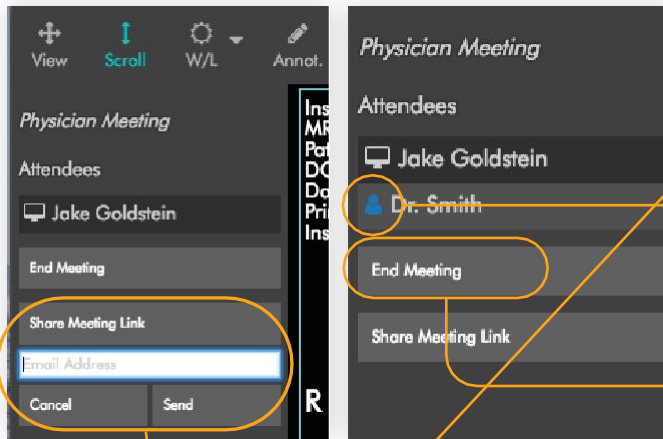 View Scroll W/L Annot.
Physician Meeting
Attendees
Jake Goldstein
End Meeting
Share Meeting Link
Email Address
Cancel Send
Ins
MR
Pat
DO
Da
Pri
Ins
R
Physician Meeting
Attendees
Jake Goldstein
Dr. Smith
End Meeting
Share Meeting Link